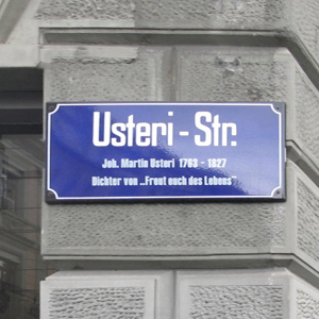 Usteri - Str.
Joh. Martin Usteri 1763 - 1827
Dichter von „Freut euch des Lebens"